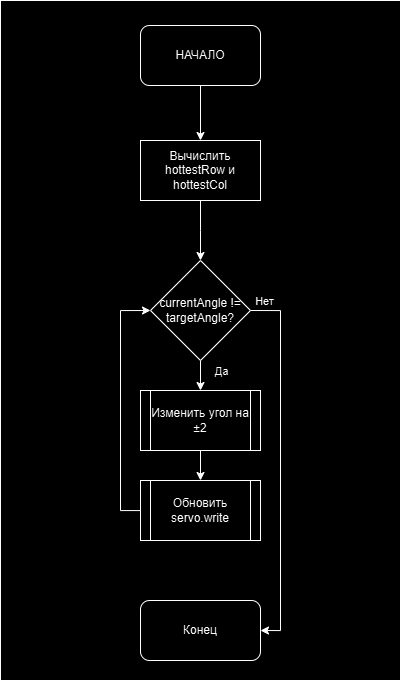 НАЧАЛО
Вычислить
hottestRow и
hottestCol
currentAngle !=
targetAngle?
Нет
Да
Изменить угол на
±2
Обновить
servo.write
Конец